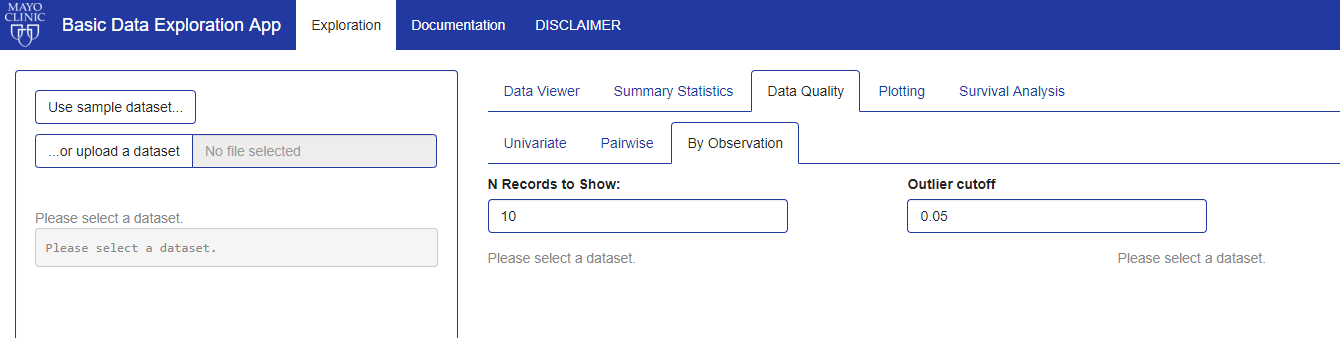 MAYO
CLINIC
Basic Data Exploration App Exploration Documentation DISCLAIMER
Use sample dataset...
...or upload a dataset No file selected
Please select a dataset.
Please select a dataset.
Data Viewer Summary Statistics Data Quality Plotting Survival Analysis
Univariate Pairwise By Observation
N Records to Show: Outlier cutoff
10 0.05
Please select a dataset. Please select a dataset.